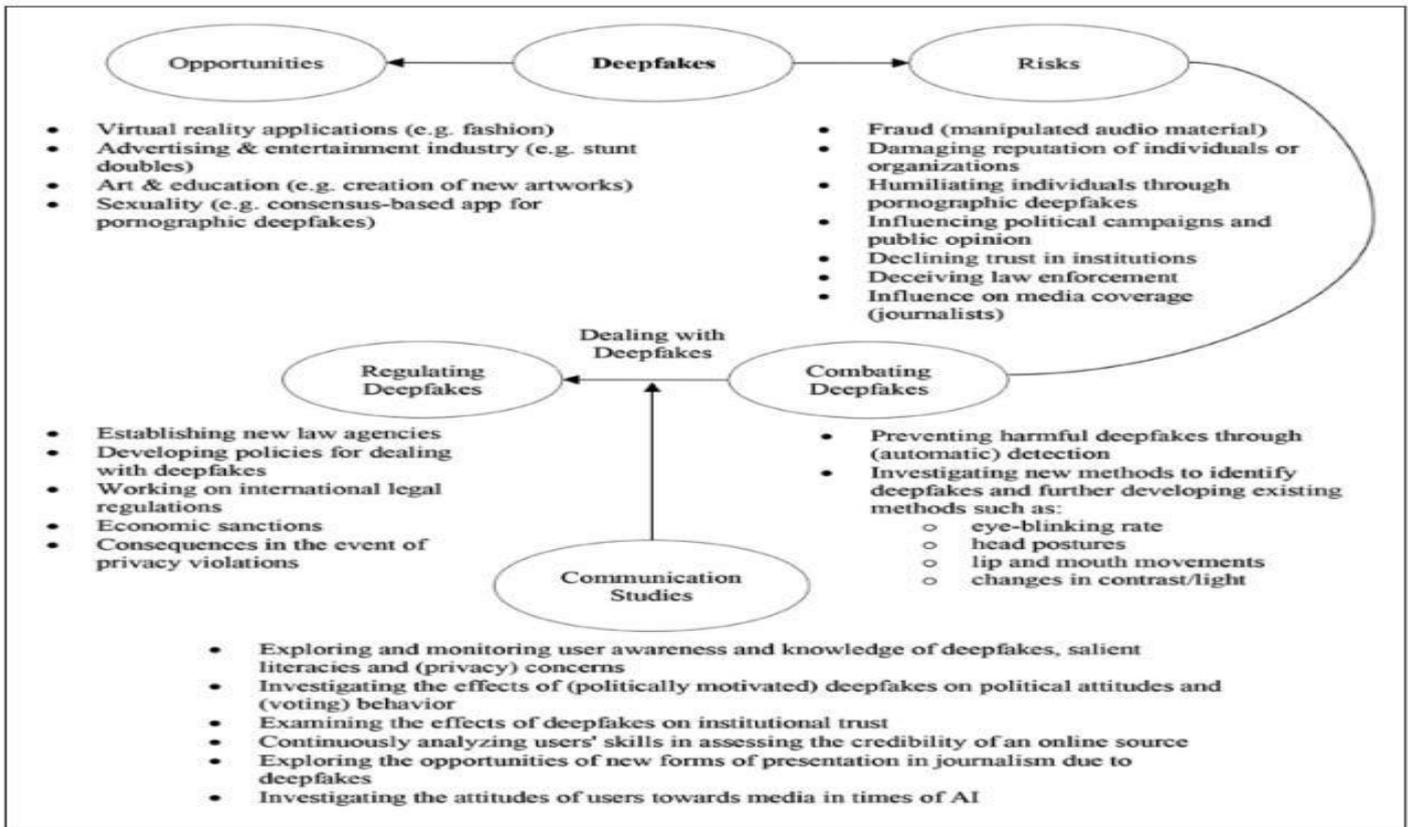 Opportunities
Deepfakes
Risks
• Virtual reality applications (e.g. fashion)
• Advertising & entertainment industry (e.g. stunt
doubles)
• Art & education (e.g. creation of new artworks)
• Sexuality (e.g. consensus-based app for
pornographic deepfakes)
• Fraud (manipulated audio material)
• Damaging reputation of individuals or
organizations
• Humiliating individuals through
pornographic deepfakes
• Influencing political campaigns and
public opinion
• Declining trust in institutions
• Deceiving law enforcement
• Influence on media coverage
(journalists)
Dealing with
Deepfakes
Regulating
Deepfakes
Combating
Deepfakes
• Establishing new law agencies
• Developing policies for dealing
with deepfakes
• Working on international legal
regulations
• Economic sanctions
• Consequences in the event of
privacy violations
• Preventing harmful deepfakes through
(automatic) detection
• Investigating new methods to identify
deepfakes and further developing existing
methods such as:
o eye-blinking rate
o head postures
o lip and mouth movements
o changes in contrast/light
Communication
Studies
• Exploring and monitoring user awareness and knowledge of deepfakes, salient
literacies and (privacy) concerns
• Investigating the effects of (politically motivated) deepfakes on political attitudes and
(voting) behavior
• Examining the effects of deepfakes on institutional trust
• Continuously analyzing users' skills in assessing the credibility of an online source
• Exploring the opportunities of new forms of presentation in journalism due to
deepfakes
• Investigating the attitudes of users towards media in times of AI